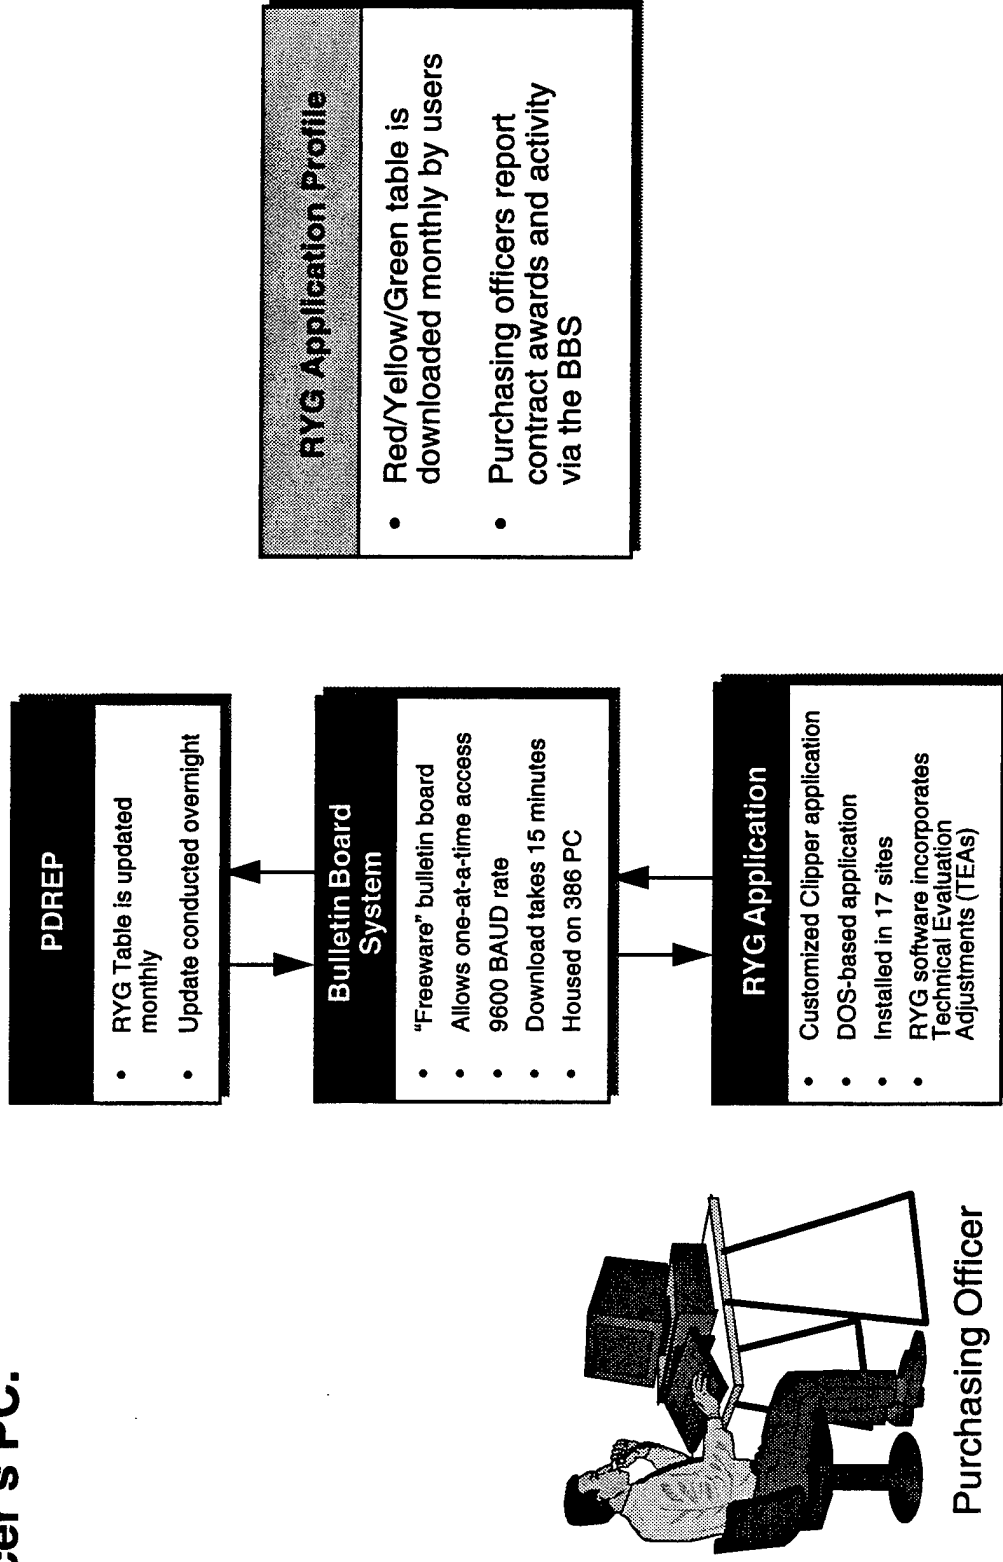 cer's PC.
PDREP
• RYG Table is updated
monthly
• Update conducted overnight
Bulletin Board
System
• "Freeware" bulletin board
• Allows one-at-a-time access
• 9600 BAUD rate
• Download takes 15 minutes
• Housed on 386 PC
RYG Application
• Customized Clipper application
• DOS-based application
• Installed in 17 sites
• RYG software incorporates
Technical Evaluation
Adjustments (TEAs)
Purchasing Officer
RYG Application Profile
• Red/Yellow/Green table is
downloaded monthly by users
• Purchasing officers report
contract awards and activity
via the BBS